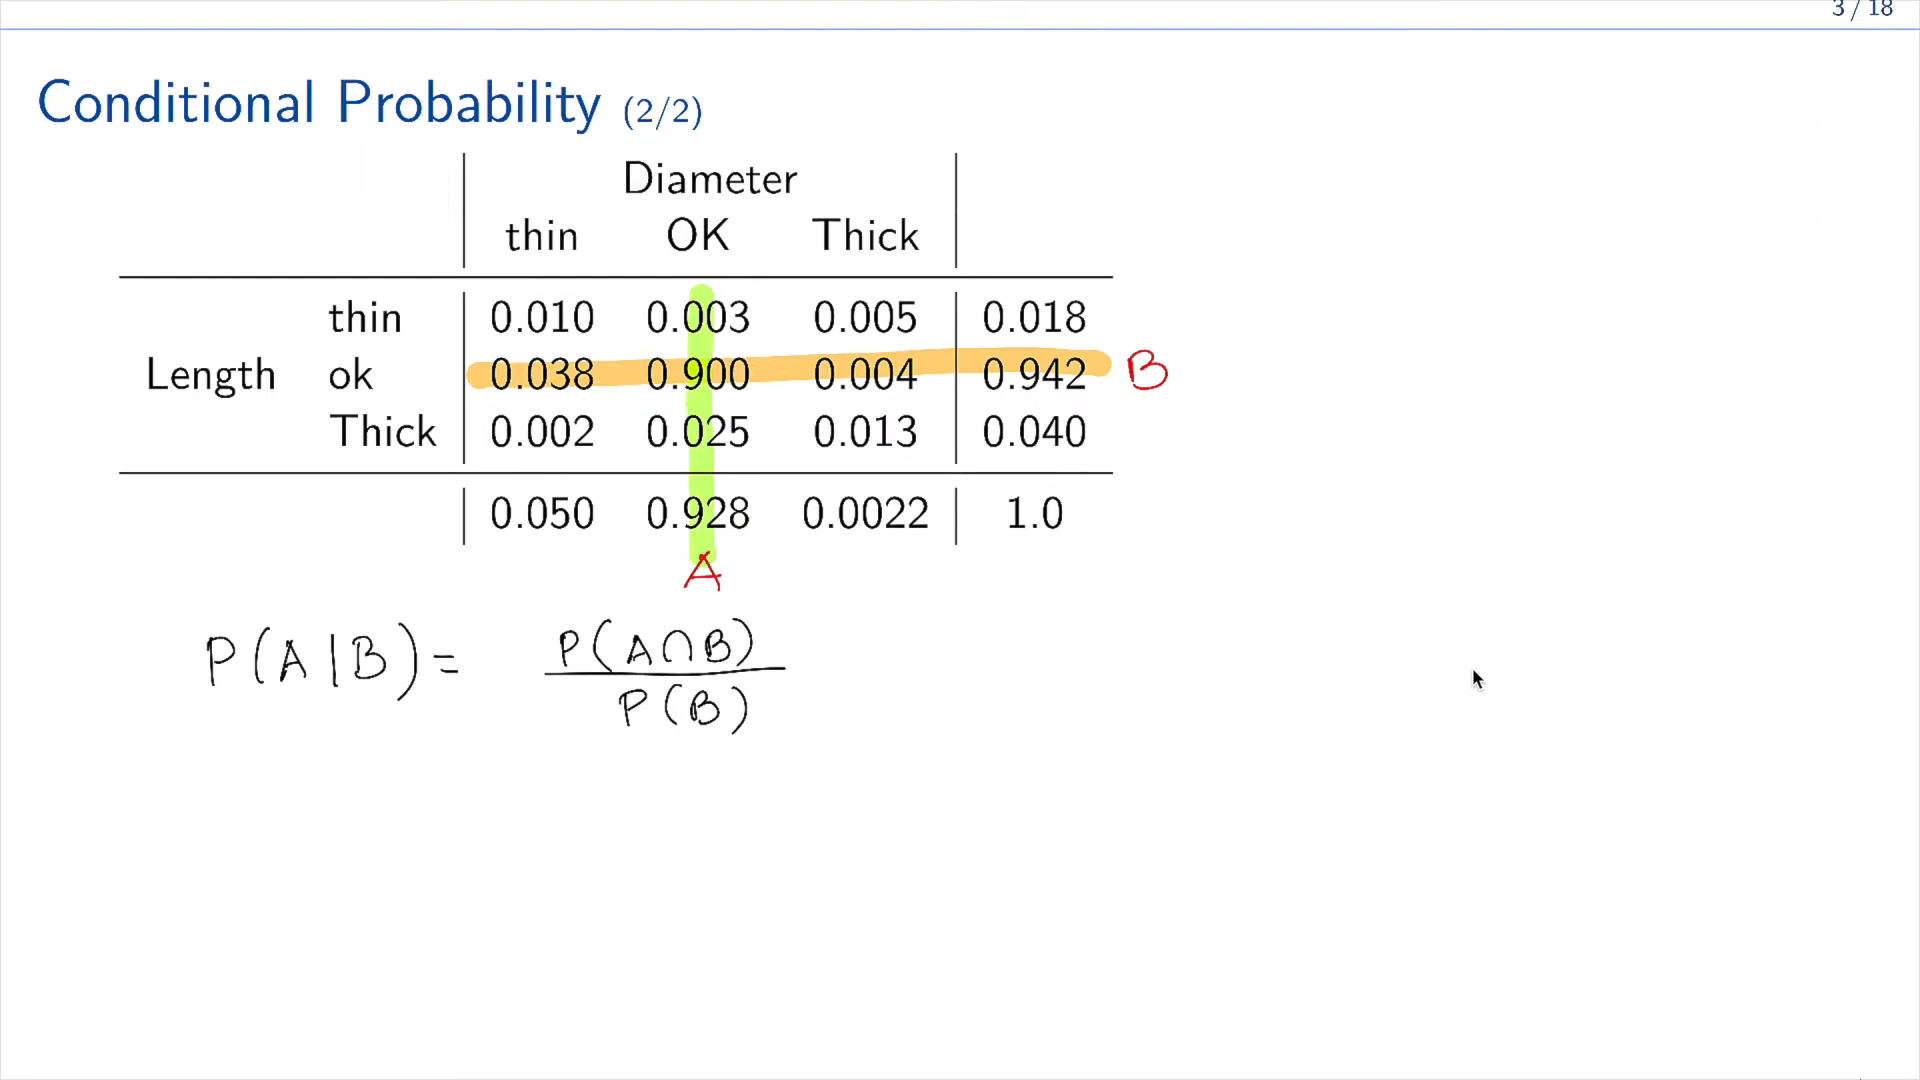 3 / 18
Conditional Probability (2/2)
Diameter
thin OK Thick
thin 0.010 0.003 0.005 0.018
Length ok 0.038 0.900 0.004 0.942 B
Thick 0.002 0.025 0.013 0.040
0.050 0.928 0.0022 1.0
A
P(A|B) = P(A∩B)
P(B)